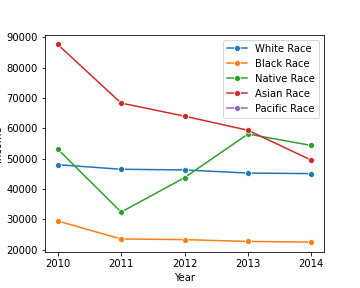 90000
80000
70000
60000
50000
40000
30000
20000
White Race
Black Race
Native Race
Asian Race
Pacific Race
2010 2011 2012 2013 2014
Year